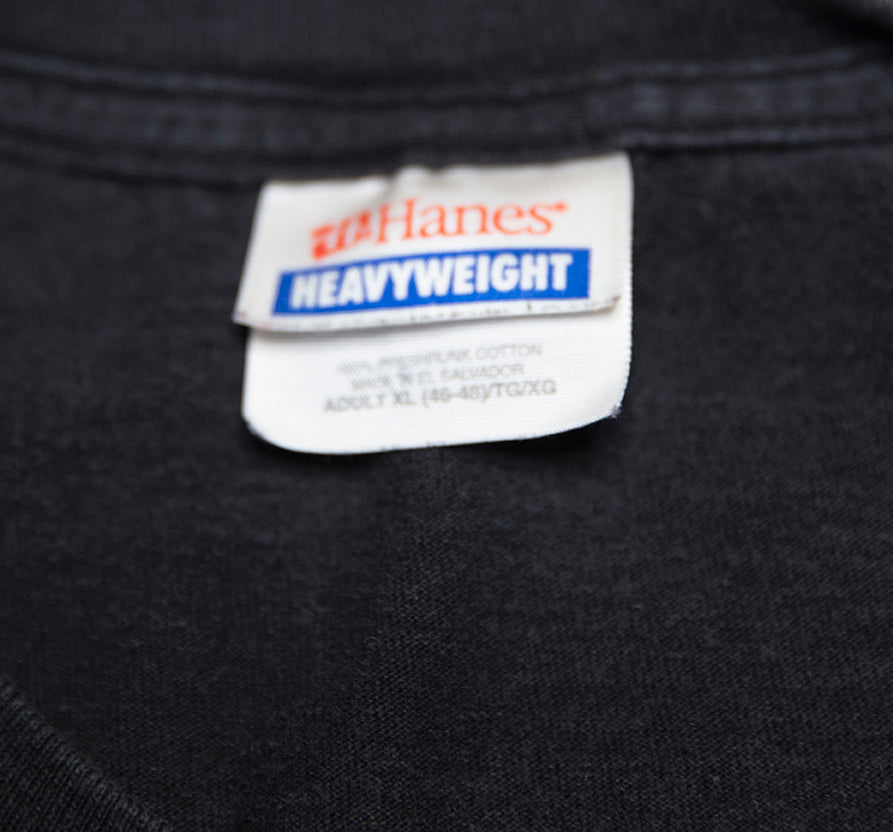 Hanes
HEAVYWEIGHT
100% PRESHRUNK COTTON
MADE IN EL SALVADOR
ADULT XL (46-48)/TG/XG